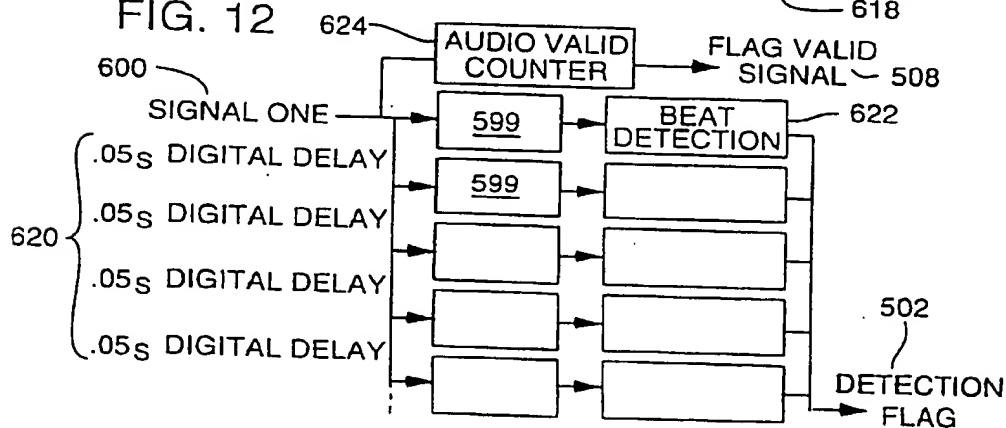 FIG. 12
618
624
AUDIO VALID
COUNTER
FLAG VALID
SIGNAL
508
600
SIGNAL ONE
599
BEAT
DETECTION
622
.05s DIGITAL DELAY
599
.05s DIGITAL DELAY
620
.05s DIGITAL DELAY
.05s DIGITAL DELAY
502
DETECTION
FLAG